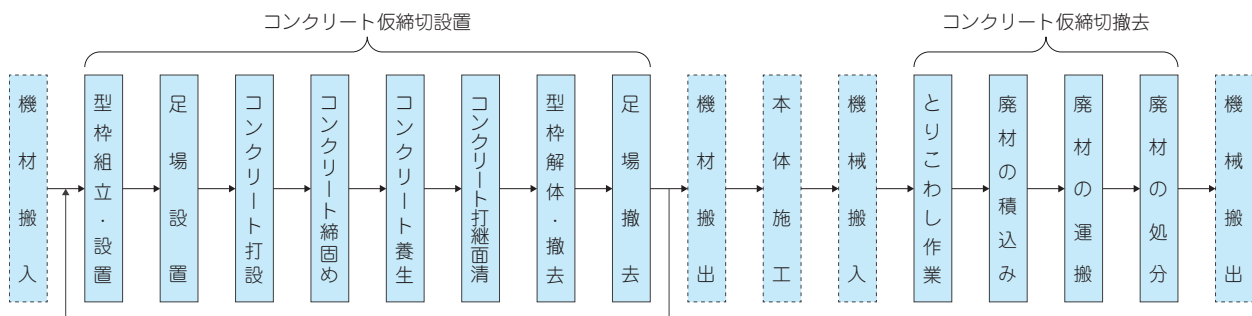 コンクリート仮締切設置
コンクリート仮締切撤去
機材搬入
型枠組立・設置
足場設置
コンクリート打設
コンクリート締固め
コンクリート養生
コンクリート打継面清
型枠解体・撤去
足場撤去
機材搬出
本体施工
機械搬入
とりこわし作業
廃材の積込み
廃材の運搬
廃材の処分
機械搬出